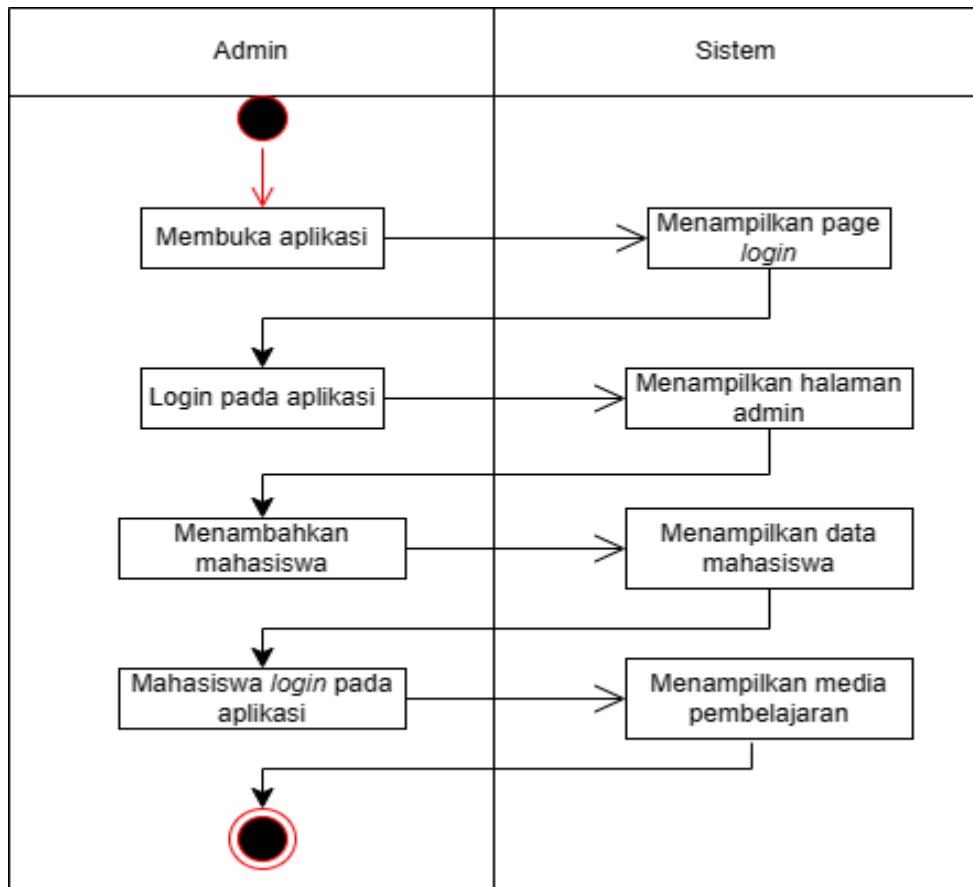 Admin
Sistem
Membuka aplikasi
Menampilkan page
login
Login pada aplikasi
Menampilkan halaman
admin
Menambahkan
mahasiswa
Menampilkan data
mahasiswa
Mahasiswa login pada
aplikasi
Menampilkan media
pembelajaran